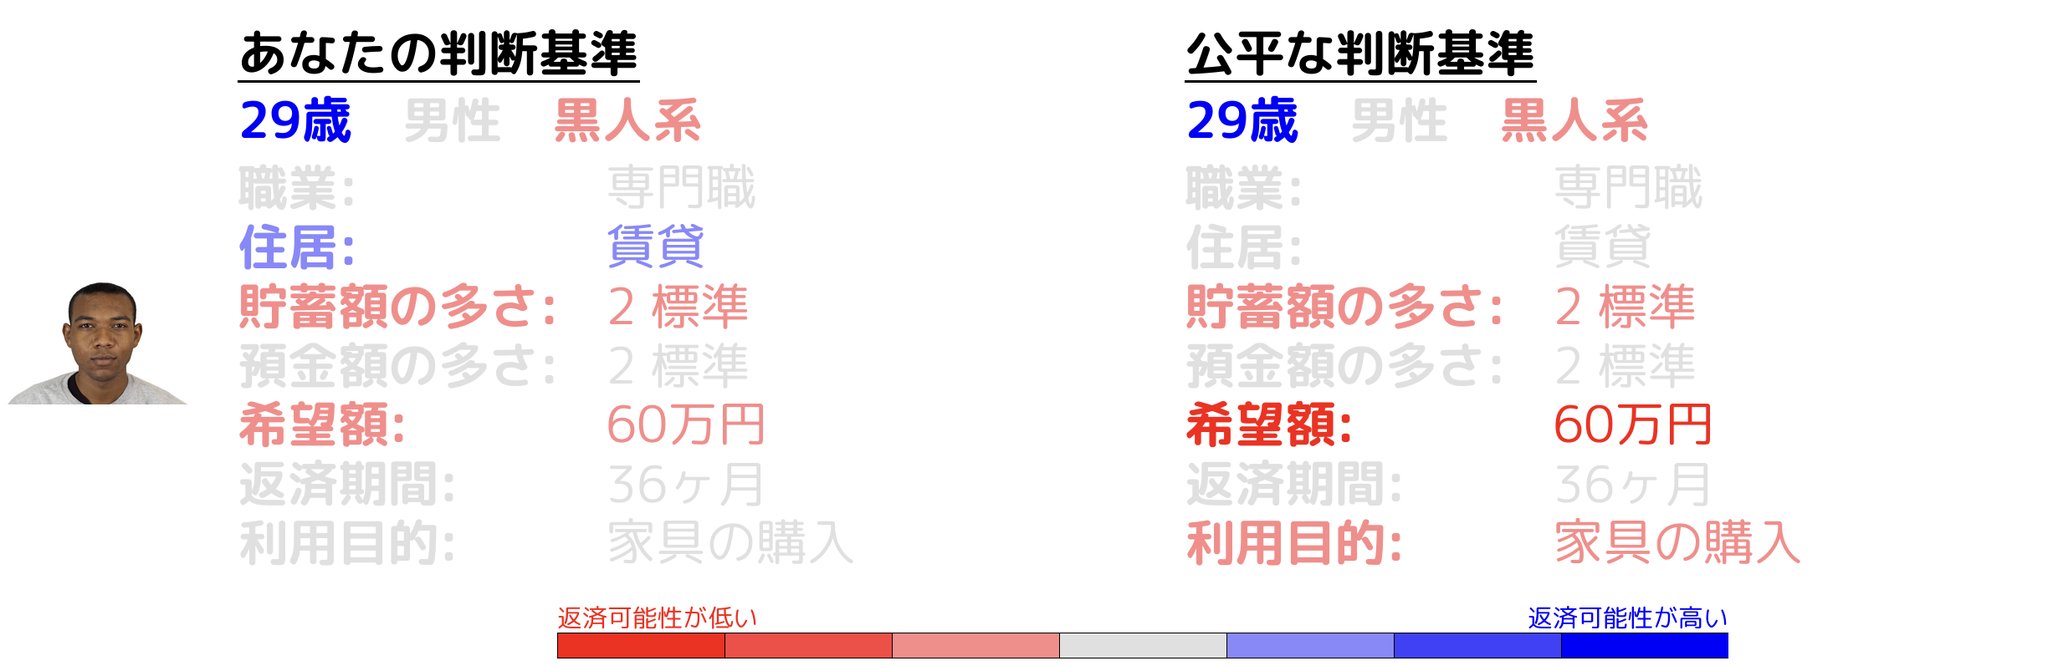 あなたの判断基準
29歳 男性 黒人系
職業: 専門職
住居: 賃貸
貯蓄額の多さ: 2 標準
預金額の多さ: 2 標準
希望額: 60万円
返済期間: 36ヶ月
利用目的: 家具の購入
公平な判断基準
29歳 男性 黒人系
職業: 専門職
住居: 賃貸
貯蓄額の多さ: 2 標準
預金額の多さ: 2 標準
希望額: 60万円
返済期間: 36ヶ月
利用目的: 家具の購入
返済可能性が低い
返済可能性が高い